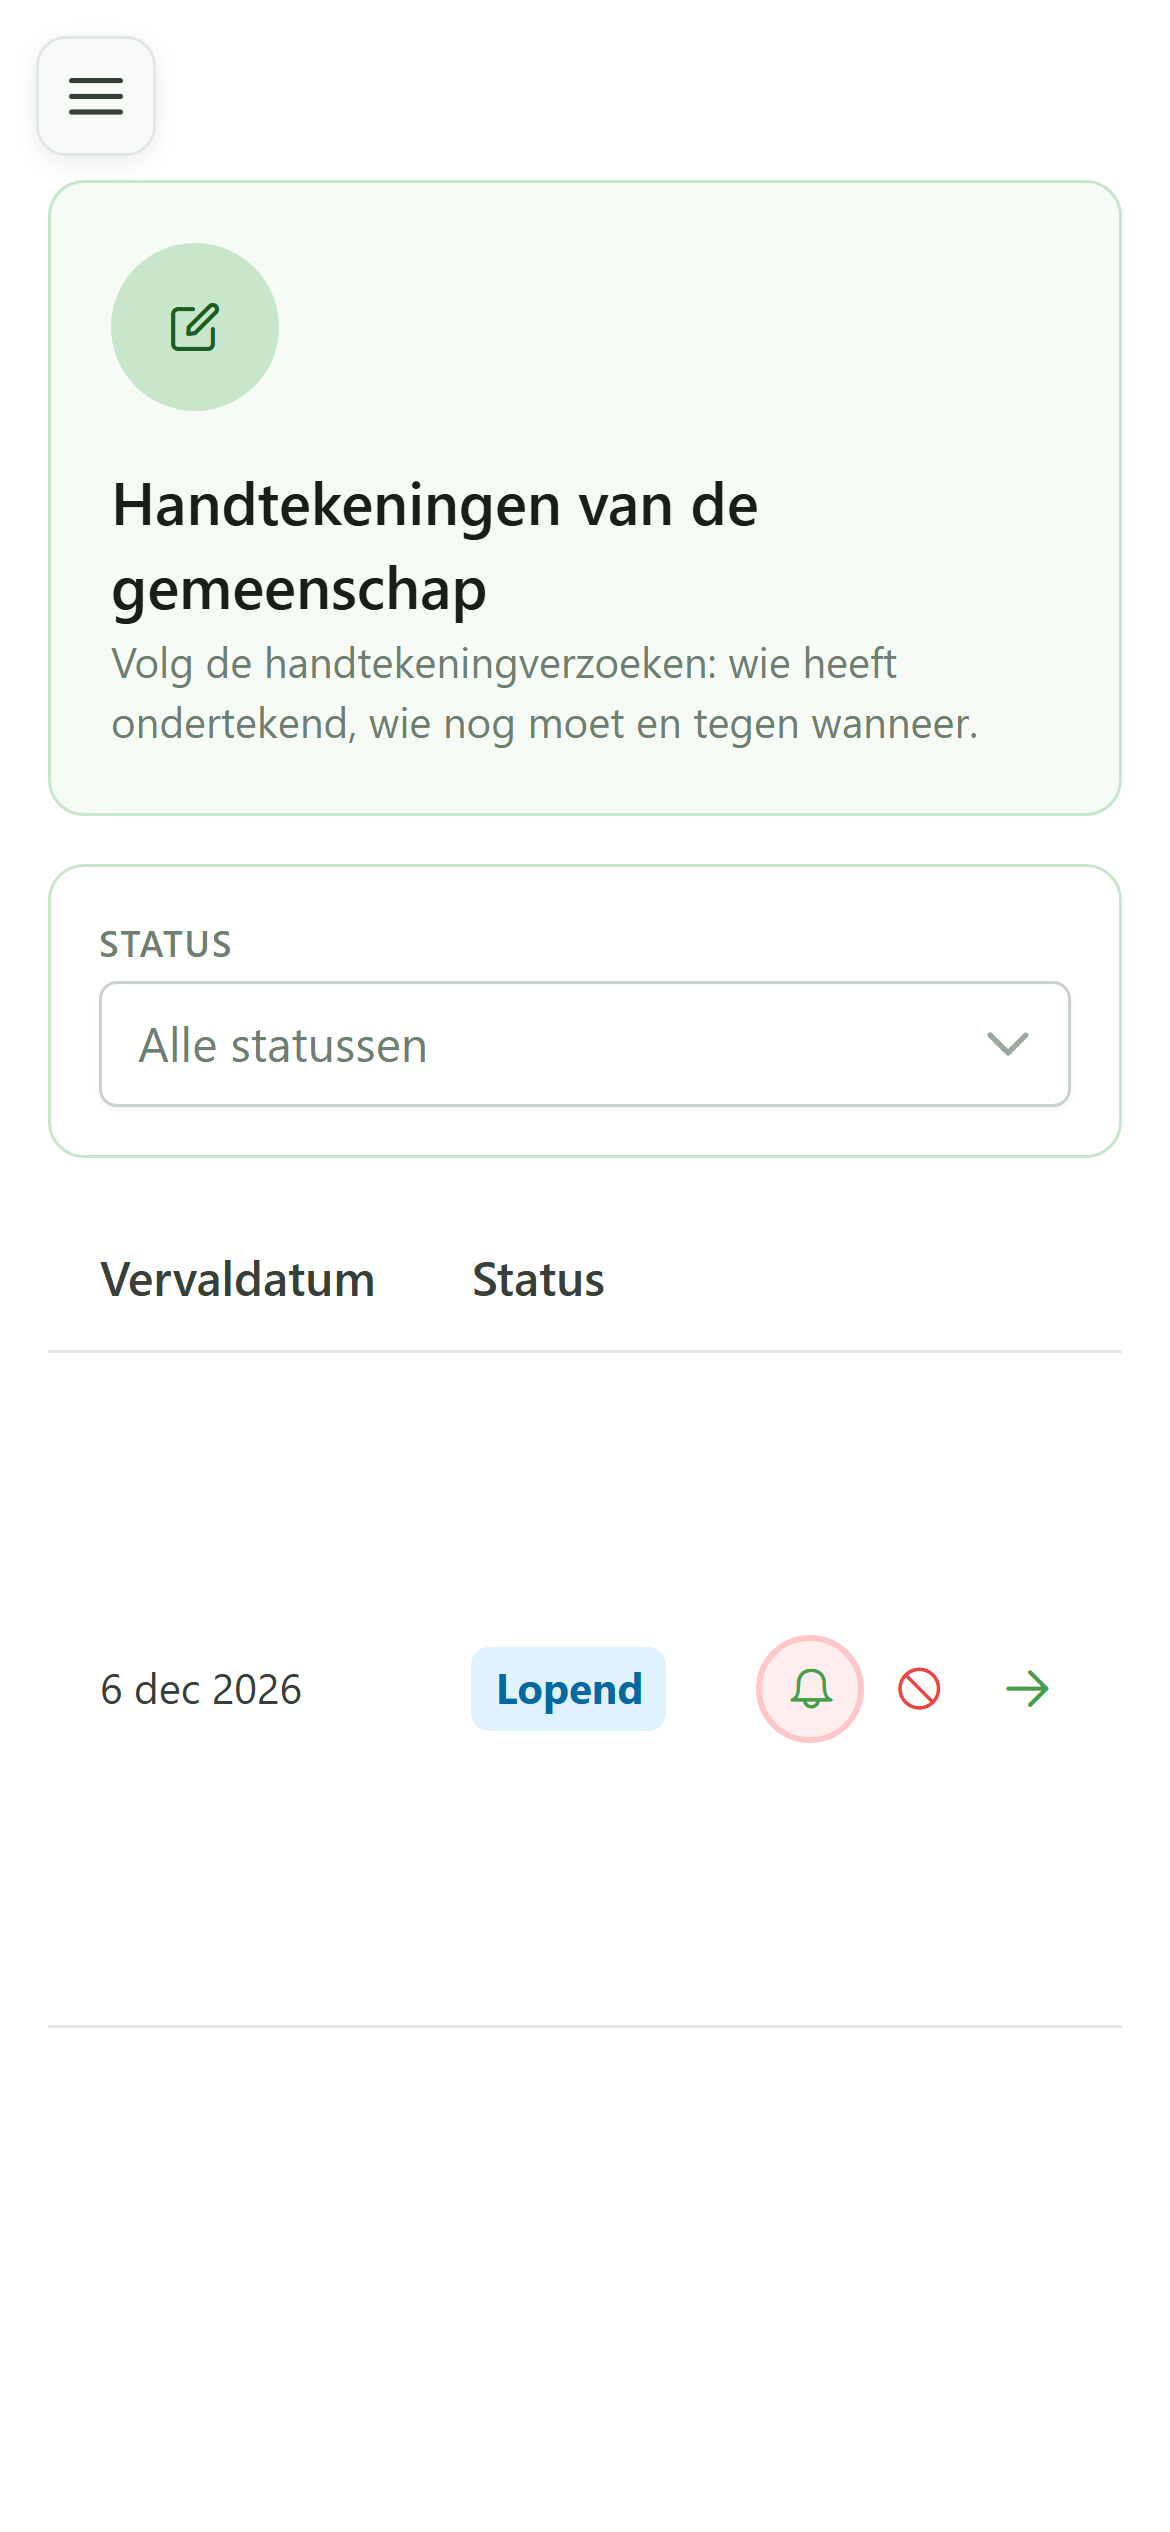 Handtekeningen van de
gemeenschap
Volg de handtekeningverzoeken: wie heeft
ondertekend, wie nog moet en tegen wanneer.
STATUS
Alle statussen
Vervaldatum Status
6 dec 2026 Lopend